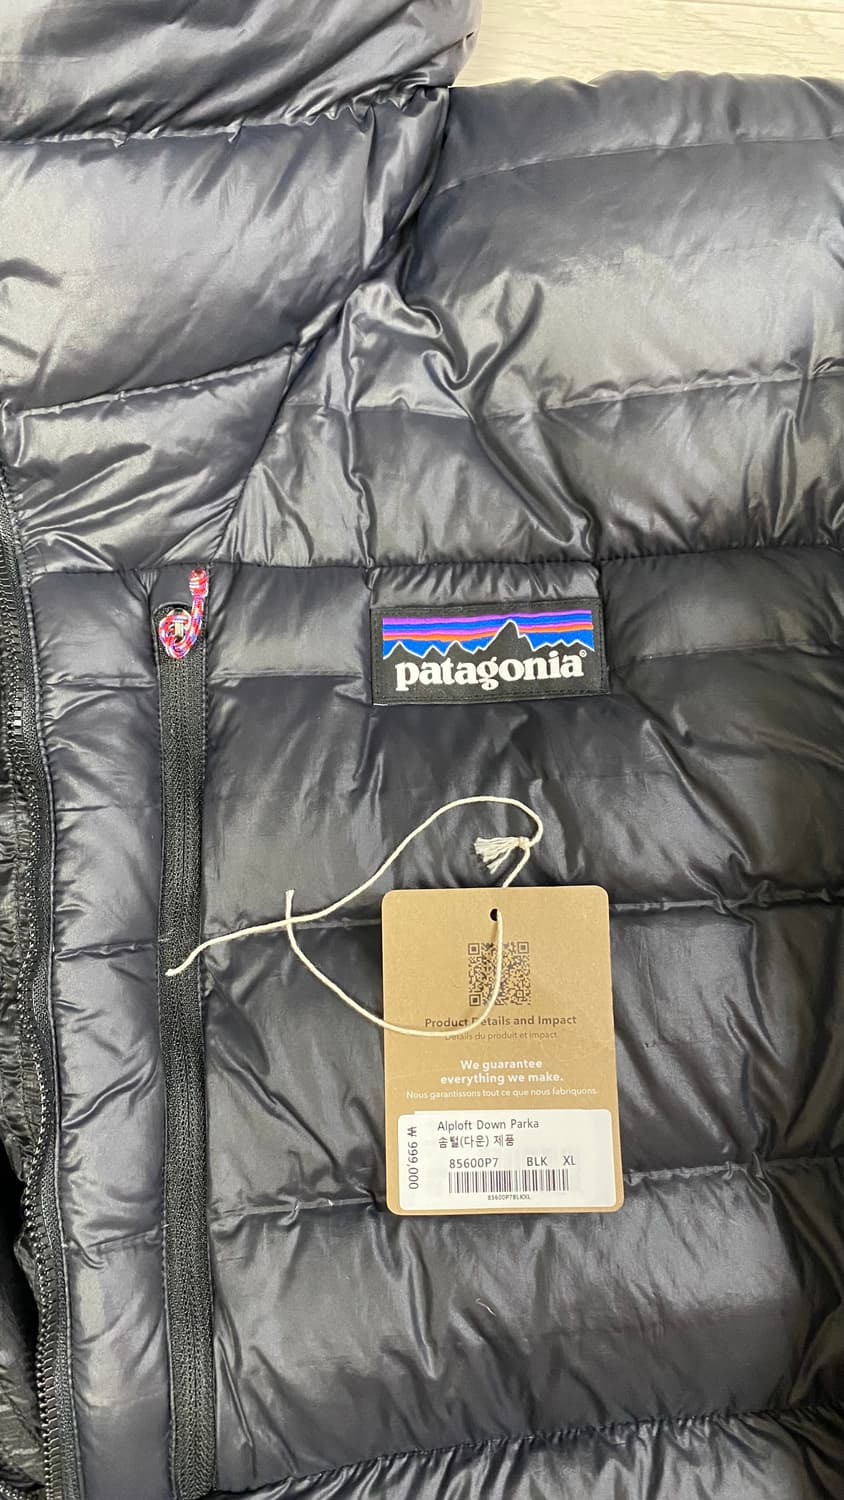 patagonia®
Product Details and Impact
Détails du produit et impact
We guarantee
everything we make.
Nous garantissons tout ce que nous fabriquons.
₩ 999,000
Alploft Down Parka
솜털(다운) 제품
85600P7 BLK XL
85600P7BLKXL